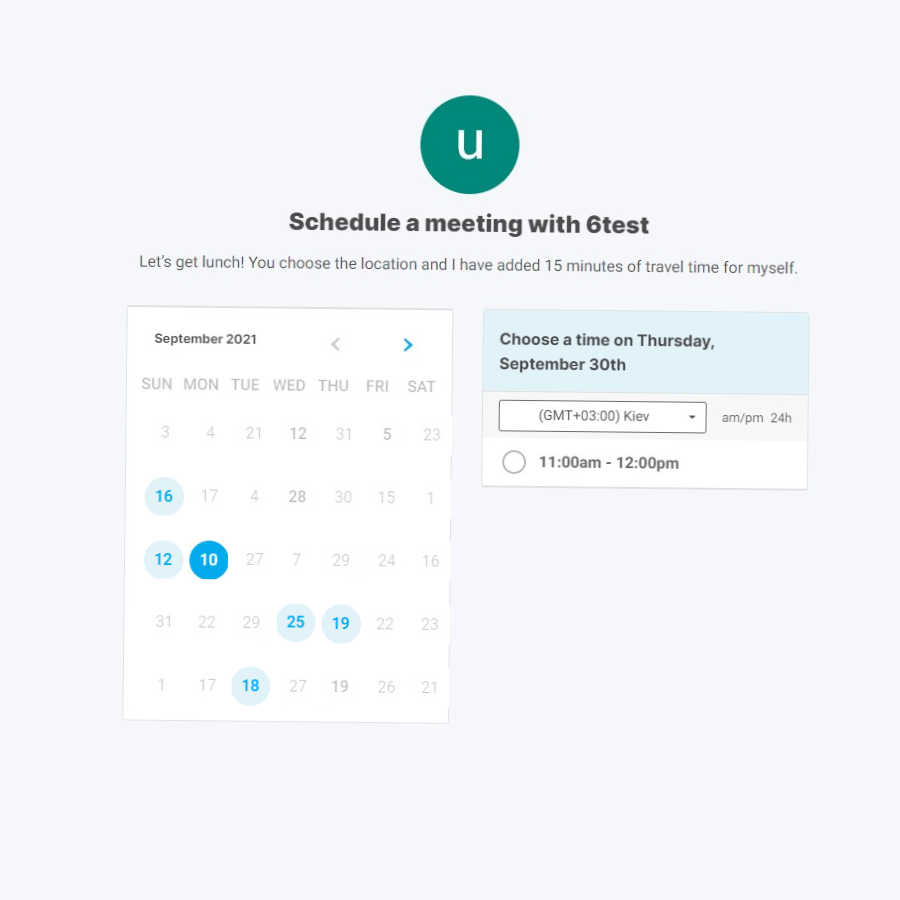 u
Schedule a meeting with 6test
Let's get lunch! You choose the location and I have added 15 minutes of travel time for myself.
September 2021
SUN MON TUE WED THU FRI SAT
3 4 21 12 31 5 23
16 17 4 28 30 15 1
12 10 27 7 29 24 16
31 22 29 25 19 22 23
1 17 18 27 19 26 21
Choose a time on Thursday,
September 30th
(GMT+03:00) Kiev am/pm 24h
11:00am - 12:00pm